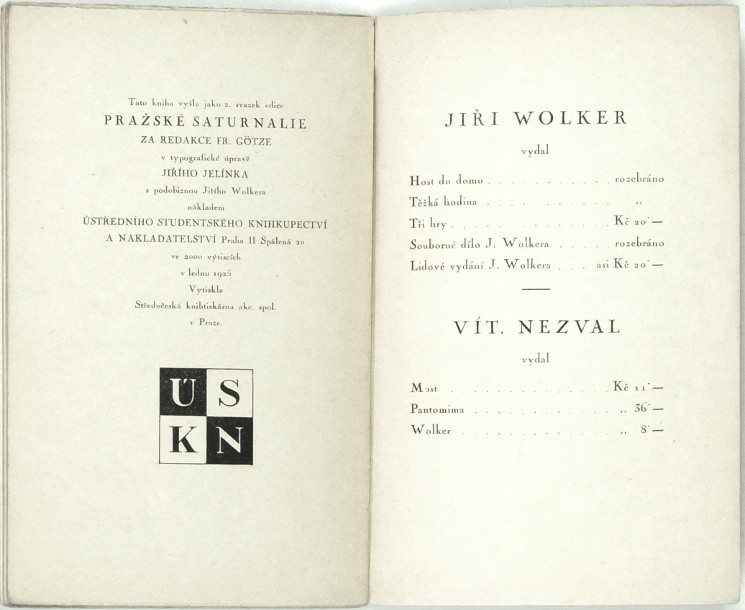 Tato kniha vyšla jako 2. svazek edice
PRAŽSKÉ SATURNALIE
ZA REDAKCE FR. GÖTZE
v typografické úpravě
JIŘÍHO JELÍNKA
s podobiznou Jiřího Wolkera
nákladem
ÚSTŘEDNÍHO STUDENTSKÉHO KNIHKUPECTVÍ
A NAKLADATELSTVÍ Praha II Spálená 20
ve 2000 výtiscích
v lednu 1925
Vytiskla
Středočeská knihtiskárna akc. spol.
v Praze.
ÚS
KN
JIŘI WOLKER
vydal
Host do domu . . . . . . . . . . rozebráno
Těžká hodina . . . . . . . . . . „
Tři hry . . . . . . . . . . . . Kč 20·—
Souborné dílo J. Wolkera . . . . . rozebráno
Lidové vydání J. Wolkera . . . asi Kč 20·—
VÍT. NEZVAL
vydal
Most . . . . . . . . . . . . Kč 11·—
Pantomima . . . . . . . . . . „ 36·—
Wolker . . . . . . . . . . . „ 8·—